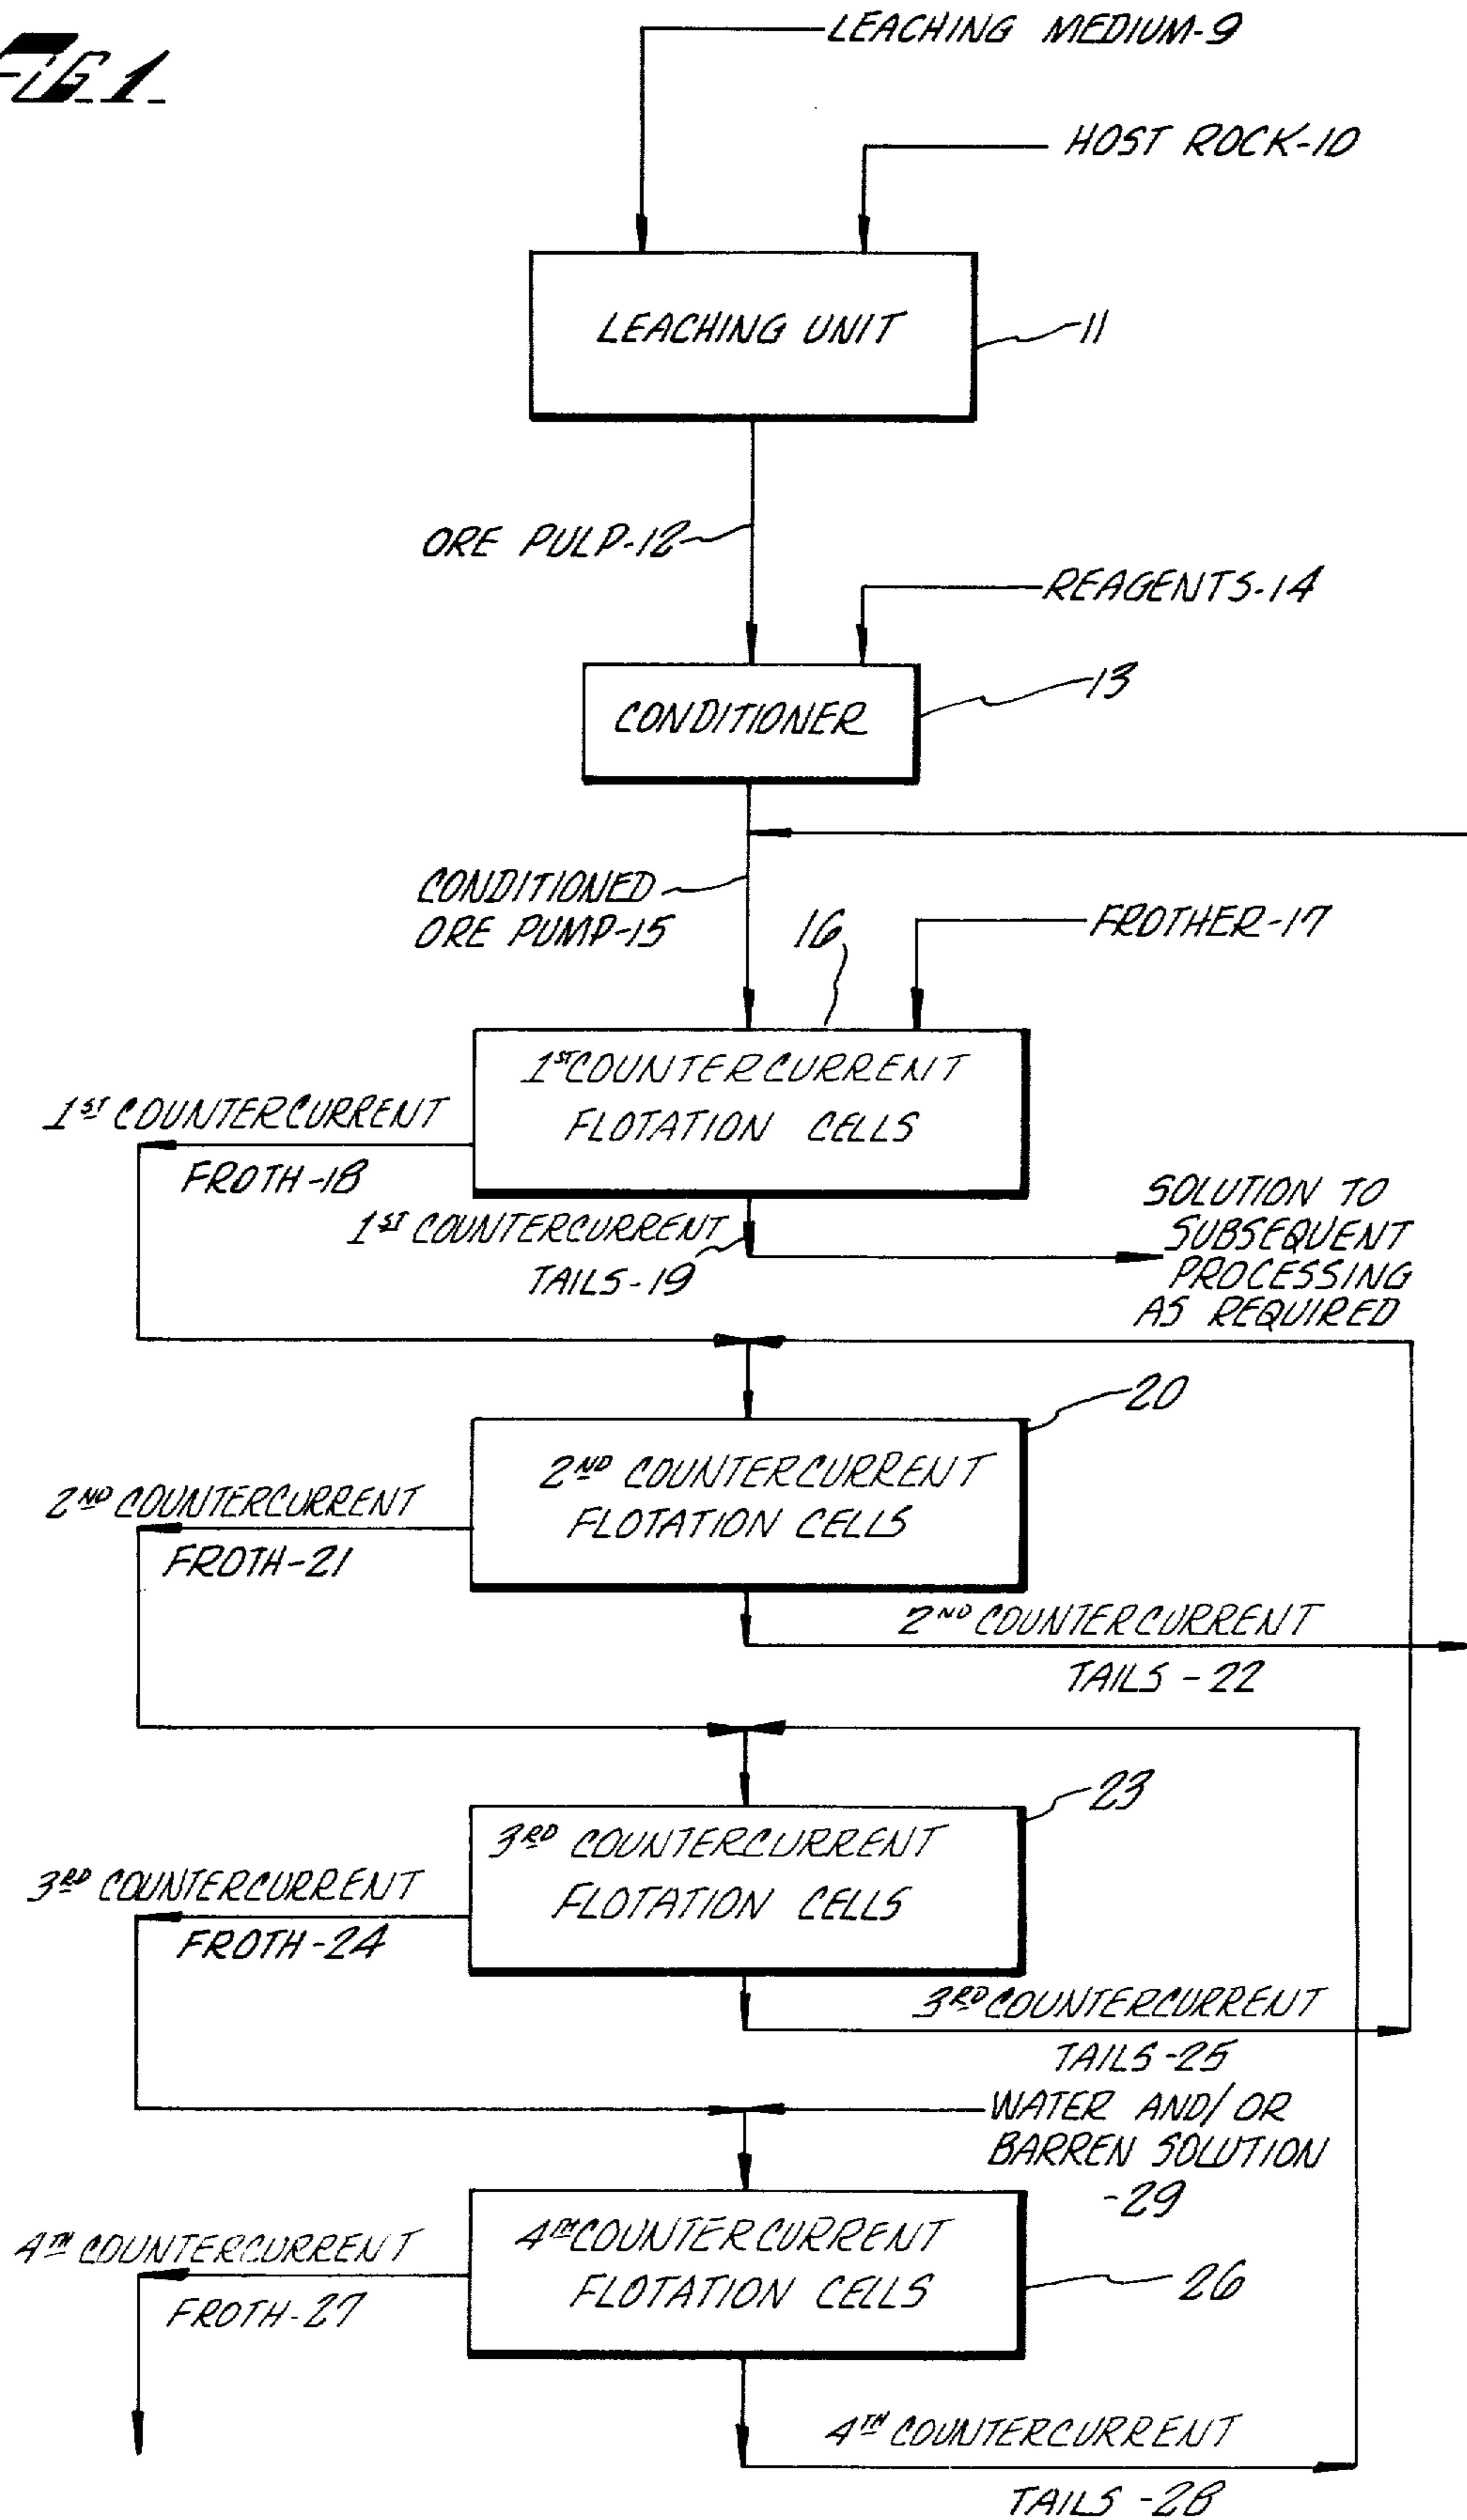 FIG. 1
LEACHING MEDIUM-9
HOST ROCK-10
LEACHING UNIT
11
ORE PULP-12
REAGENTS-14
CONDITIONER
13
CONDITIONED
ORE PUMP-15
16
FROTHER-17
1ST COUNTERCURRENT
FLOTATION CELLS
1ST COUNTERCURRENT
FROTH-18
1ST COUNTERCURRENT
TAILS-19
SOLUTION TO
SUBSEQUENT
PROCESSING
AS REQUIRED
20
2ND COUNTERCURRENT
FLOTATION CELLS
2ND COUNTERCURRENT
FROTH-21
2ND COUNTERCURRENT
TAILS-22
23
3RD COUNTERCURRENT
FLOTATION CELLS
3RD COUNTERCURRENT
FROTH-24
3RD COUNTERCURRENT
TAILS-25
WATER AND/OR
BARREN SOLUTION
-29
4TH COUNTERCURRENT
FLOTATION CELLS
4TH COUNTERCURRENT
FROTH-27
26
4TH COUNTERCURRENT
TAILS-28